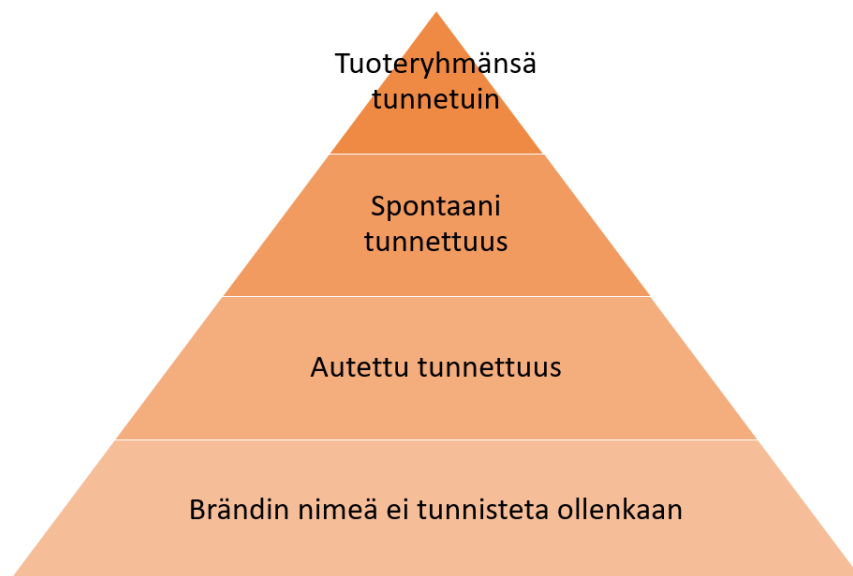 Tuoteryhmänsä
tunnetuin
Spontaani
tunnettuus
Autettu tunnettuus
Brändin nimeä ei tunnisteta ollenkaan